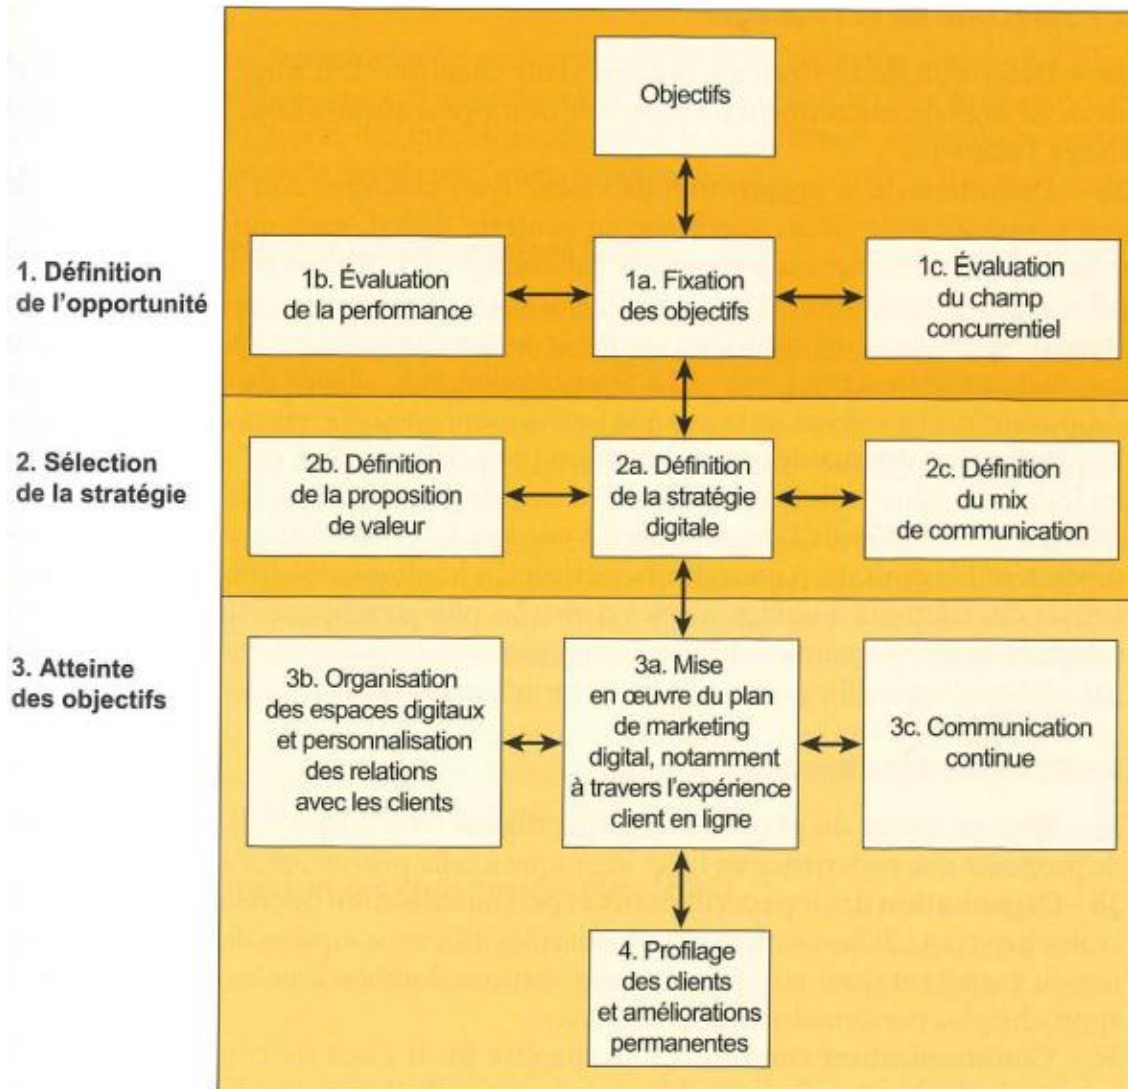 Objectifs
1. Définition
de l'opportunité
1b. Évaluation
de la performance
1a. Fixation
des objectifs
1c. Évaluation
du champ
concurrentiel
2. Sélection
de la stratégie
2b. Définition
de la proposition
de valeur
2a. Définition
de la stratégie
digitale
2c. Définition
du mix
de communication
3. Atteinte
des objectifs
3b. Organisation
des espaces digitaux
et personnalisation
des relations
avec les clients
3a. Mise
en œuvre du plan
de marketing
digital, notamment
à travers l'expérience
client en ligne
3c. Communication
continue
4. Profilage
des clients
et améliorations
permanentes